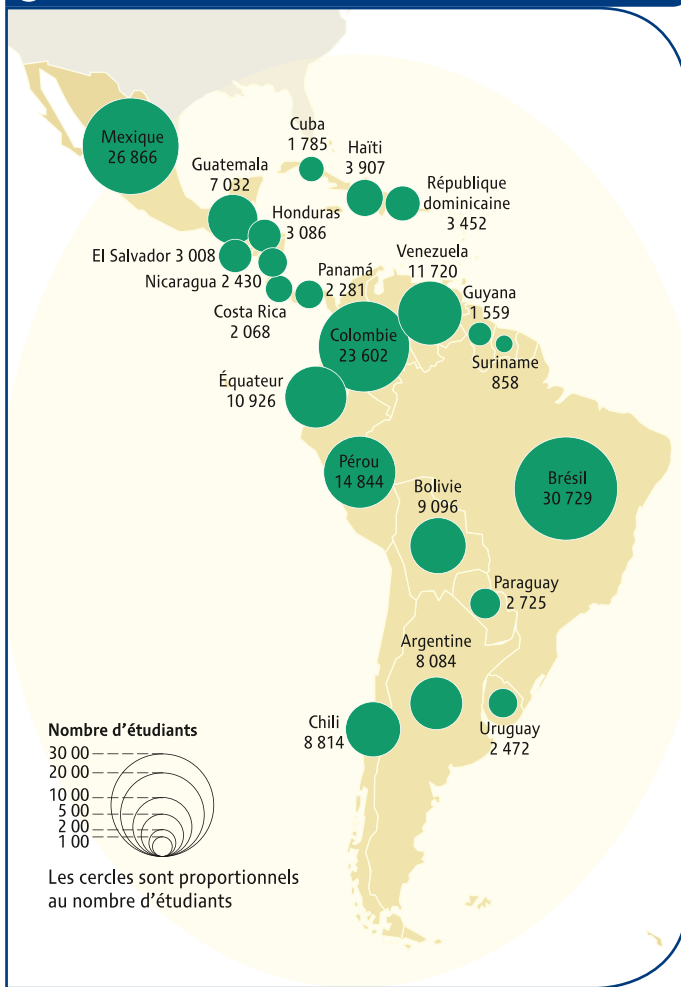 Mexique
26 866
Cuba
1 785
Haïti
3 907
Guatemala
7 032
République
dominicaine
3 452
Honduras
3 086
El Salvador 3 008
Nicaragua 2 430
Costa Rica
2 068
Panamá
2 281
Venezuela
11 720
Guyana
1 559
Suriname
858
Colombie
23 602
Équateur
10 926
Pérou
14 844
Brésil
30 729
Bolivie
9 096
Paraguay
2 725
Argentine
8 084
Chili
8 814
Uruguay
2 472
Nombre d'étudiants
30 00
20 00
10 00
5 00
2 00
1 00
Les cercles sont proportionnels
au nombre d'étudiants